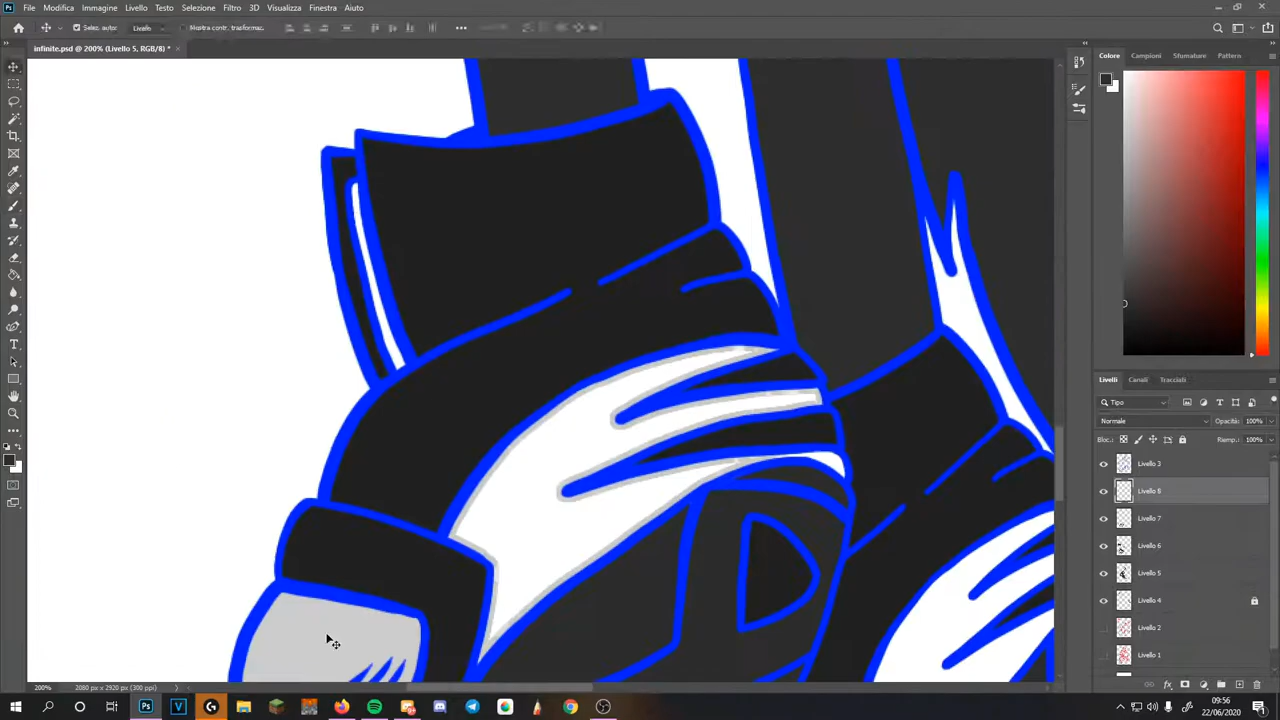 File Modifica Immagine Livello Testo Selezione Filtro 3D Visualizza Finestra Aiuto
Selez. autor Livello Mostra contr. trasformaz.
infinite.psd @ 200% (Livello 5, RGB/8) *
Colore Campioni Sfumature Pattern
Livelli Canali Tracciati
Tipo
Normale Opacità: 100%
Bloc.: Riemp.: 100%
Livello 3
Livello 8
Livello 7
Livello 6
Livello 5
Livello 4
Livello 2
Livello 1
200% 2080 px x 2920 px (300 ppi)
09:56
22/06/2020